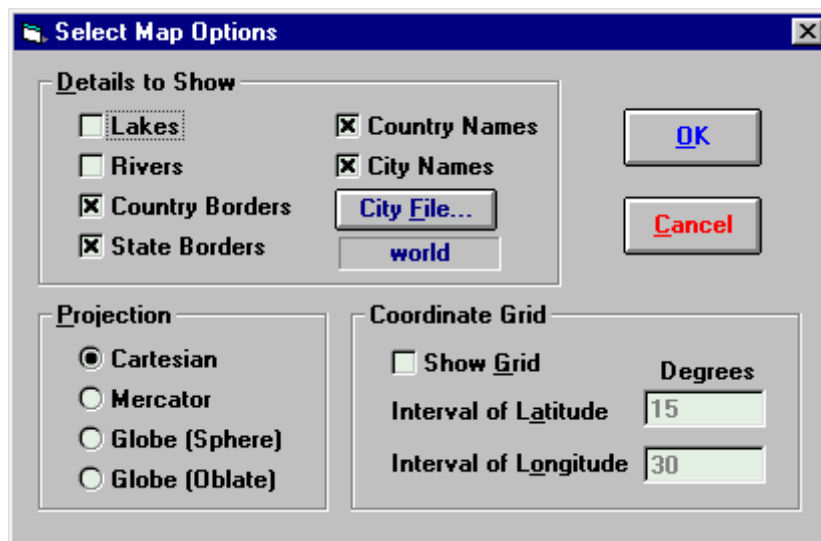 Select Map Options
Details to Show
Lakes
Rivers
Country Borders
State Borders
Country Names
City Names
City File...
world
OK
Cancel
Projection
Cartesian
Mercator
Globe (Sphere)
Globe (Oblate)
Coordinate Grid
Show Grid
Degrees
Interval of Latitude 15
Interval of Longitude 30